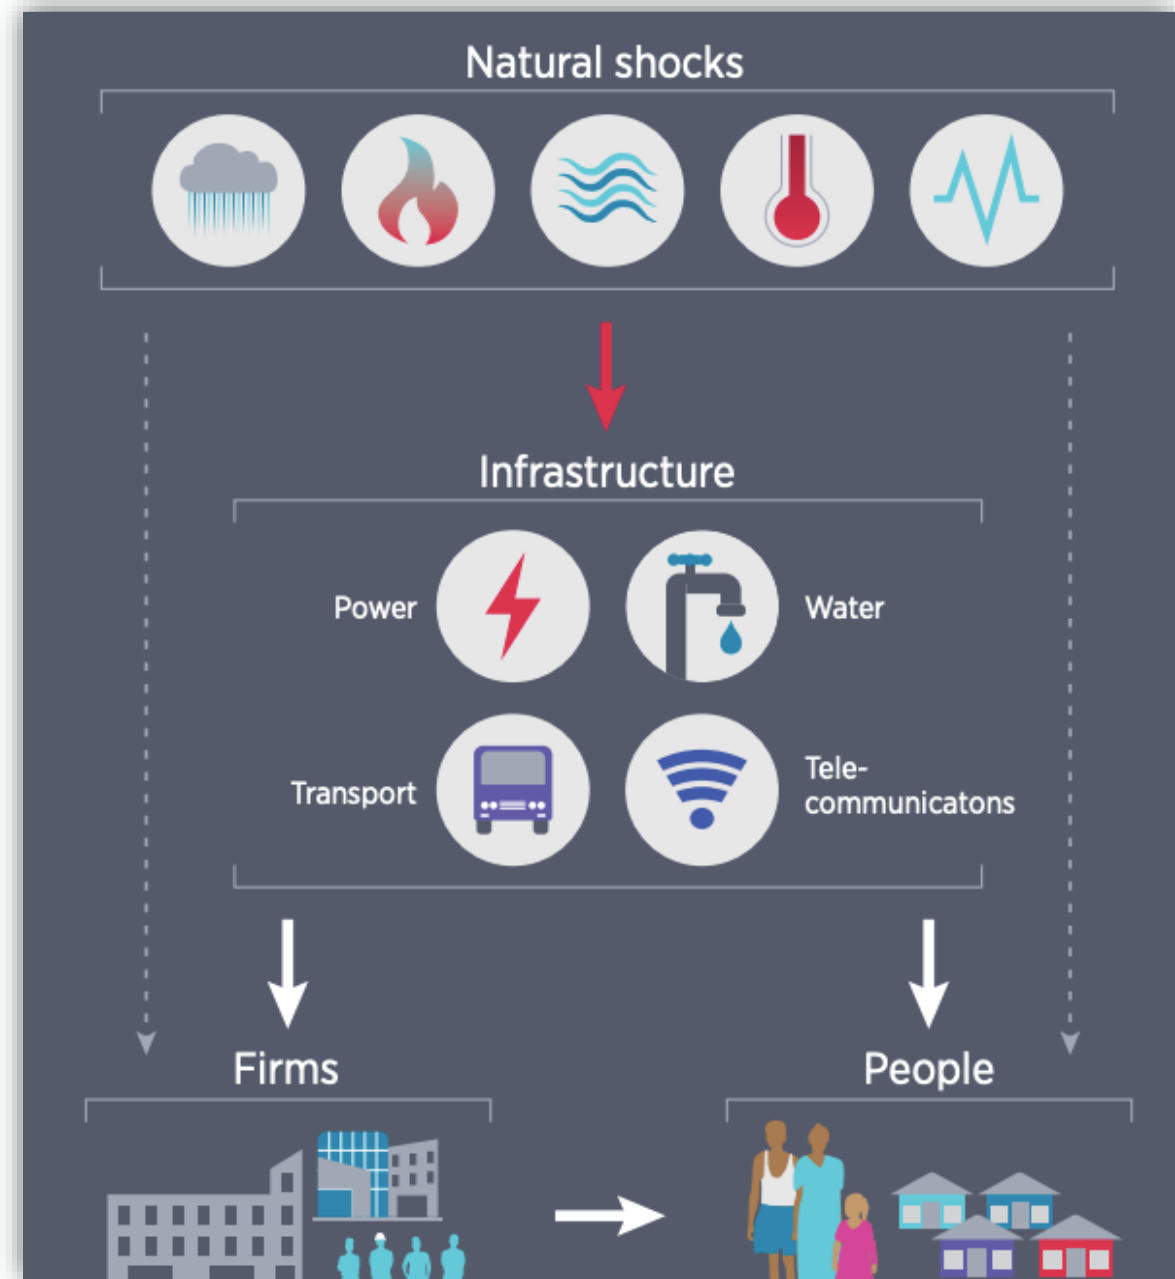 Natural shocks
Infrastructure
Power
Water
Transport
Tele-
communicatons
Firms
People